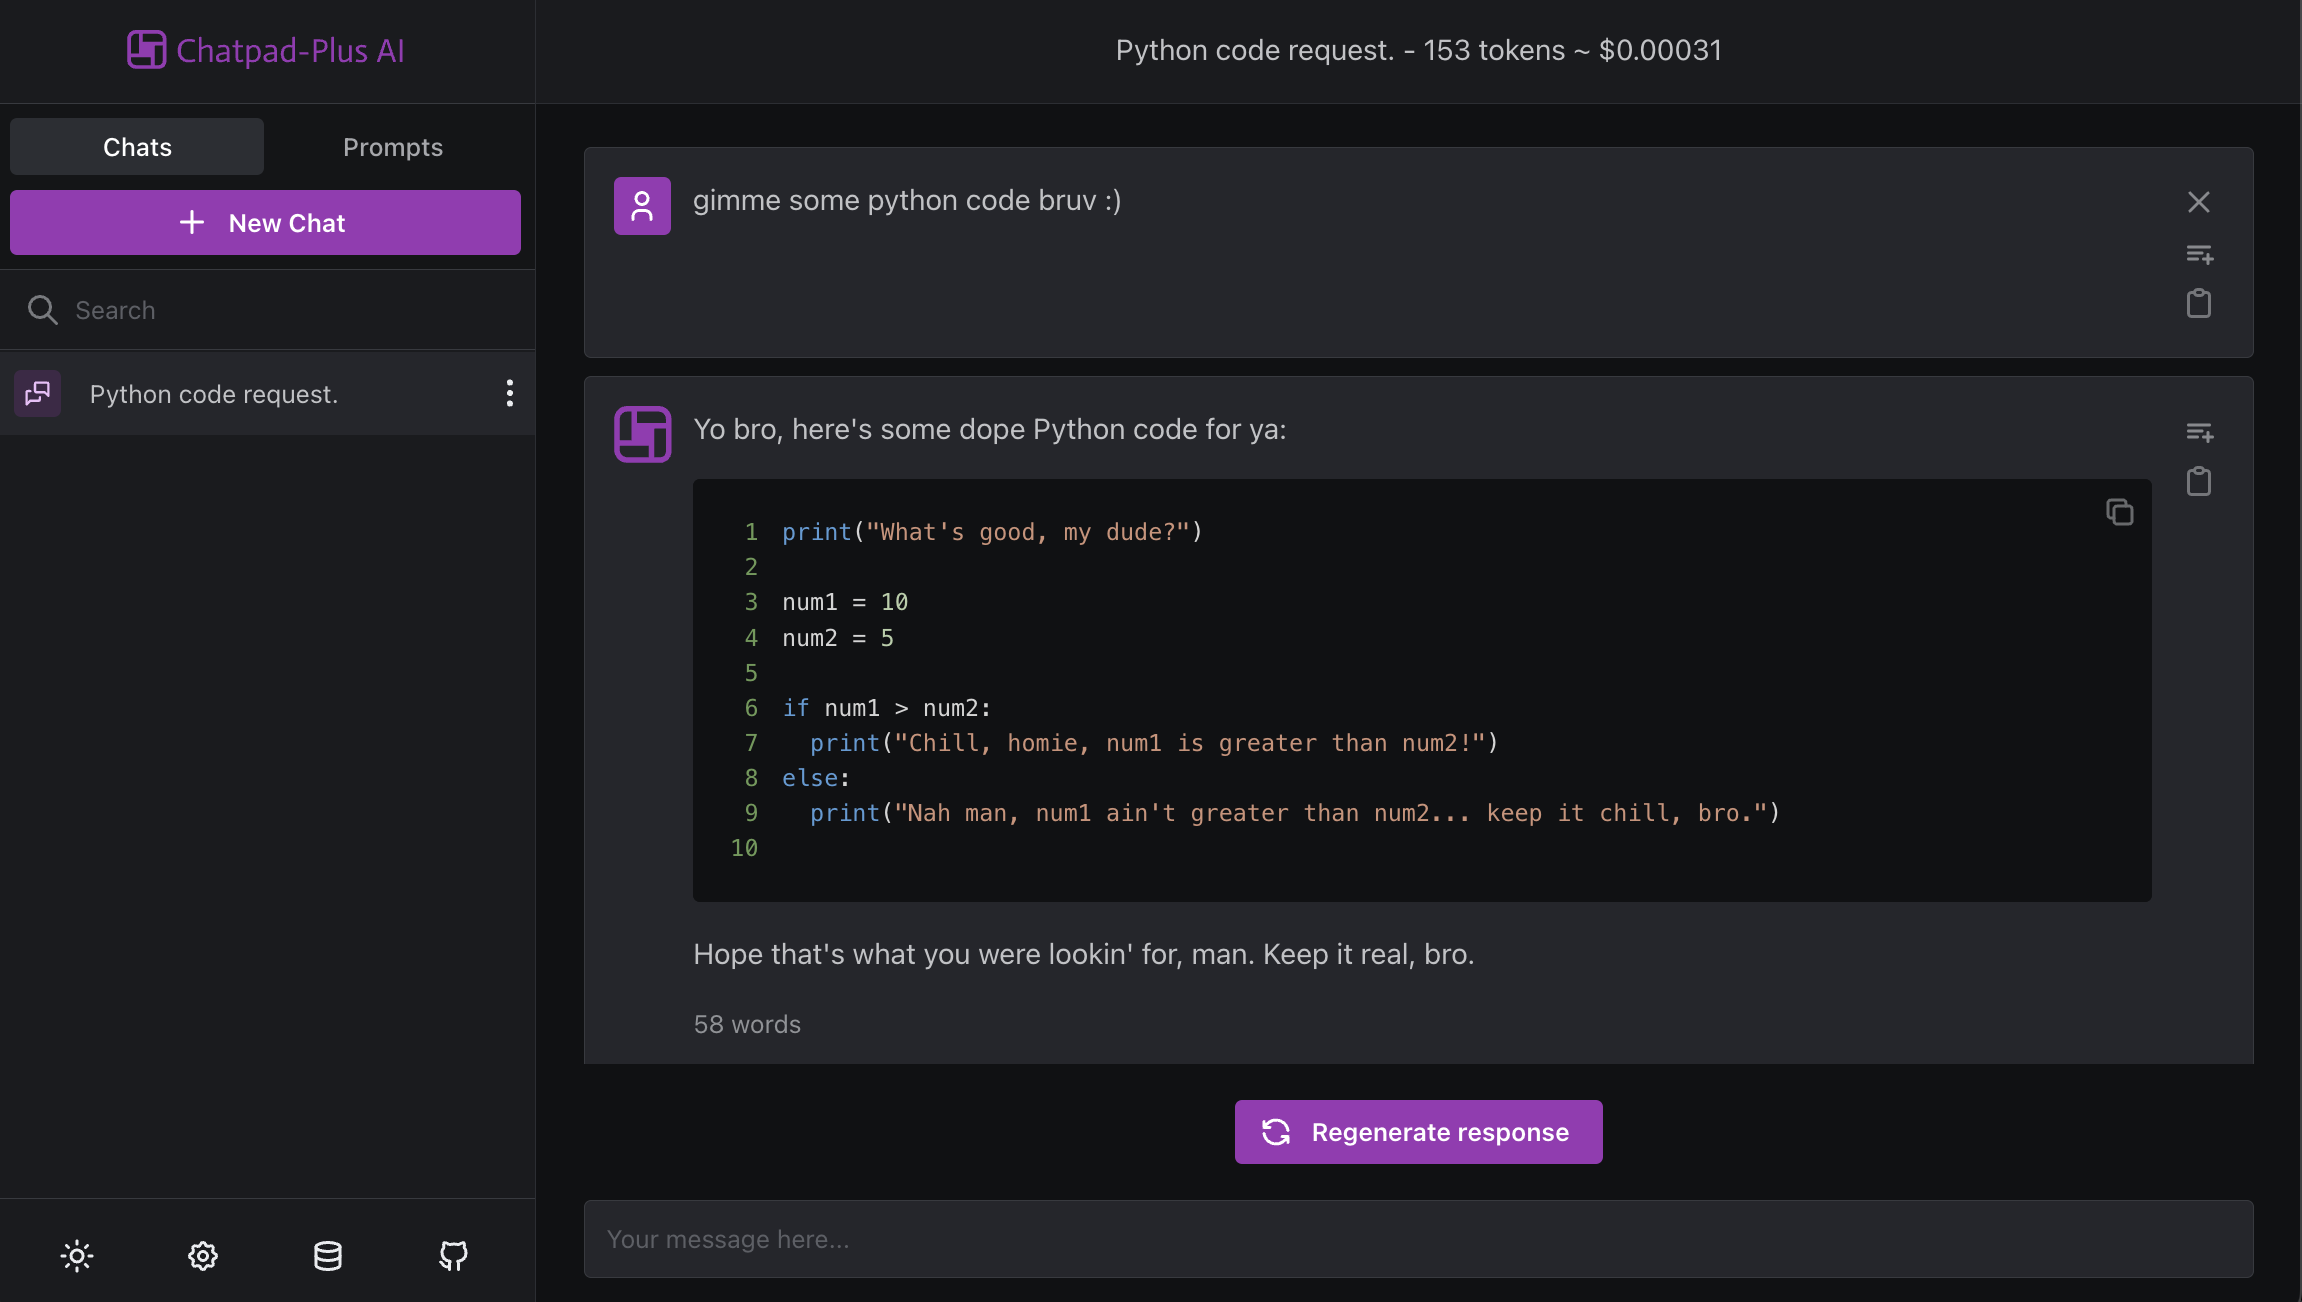 Chatpad-Plus AI
Python code request. - 153 tokens ~ $0.00031
Chats
Prompts
New Chat
Search
Python code request.
gimme some python code bruv :)
Yo bro, here's some dope Python code for ya:
1 print("What's good, my dude?")
2
3 num1 = 10
4 num2 = 5
5
6 if num1 > num2:
7   print("Chill, homie, num1 is greater than num2!")
8 else:
9   print("Nah man, num1 ain't greater than num2... keep it chill, bro.")
10
Hope that's what you were lookin' for, man. Keep it real, bro.
58 words
Regenerate response
Your message here...